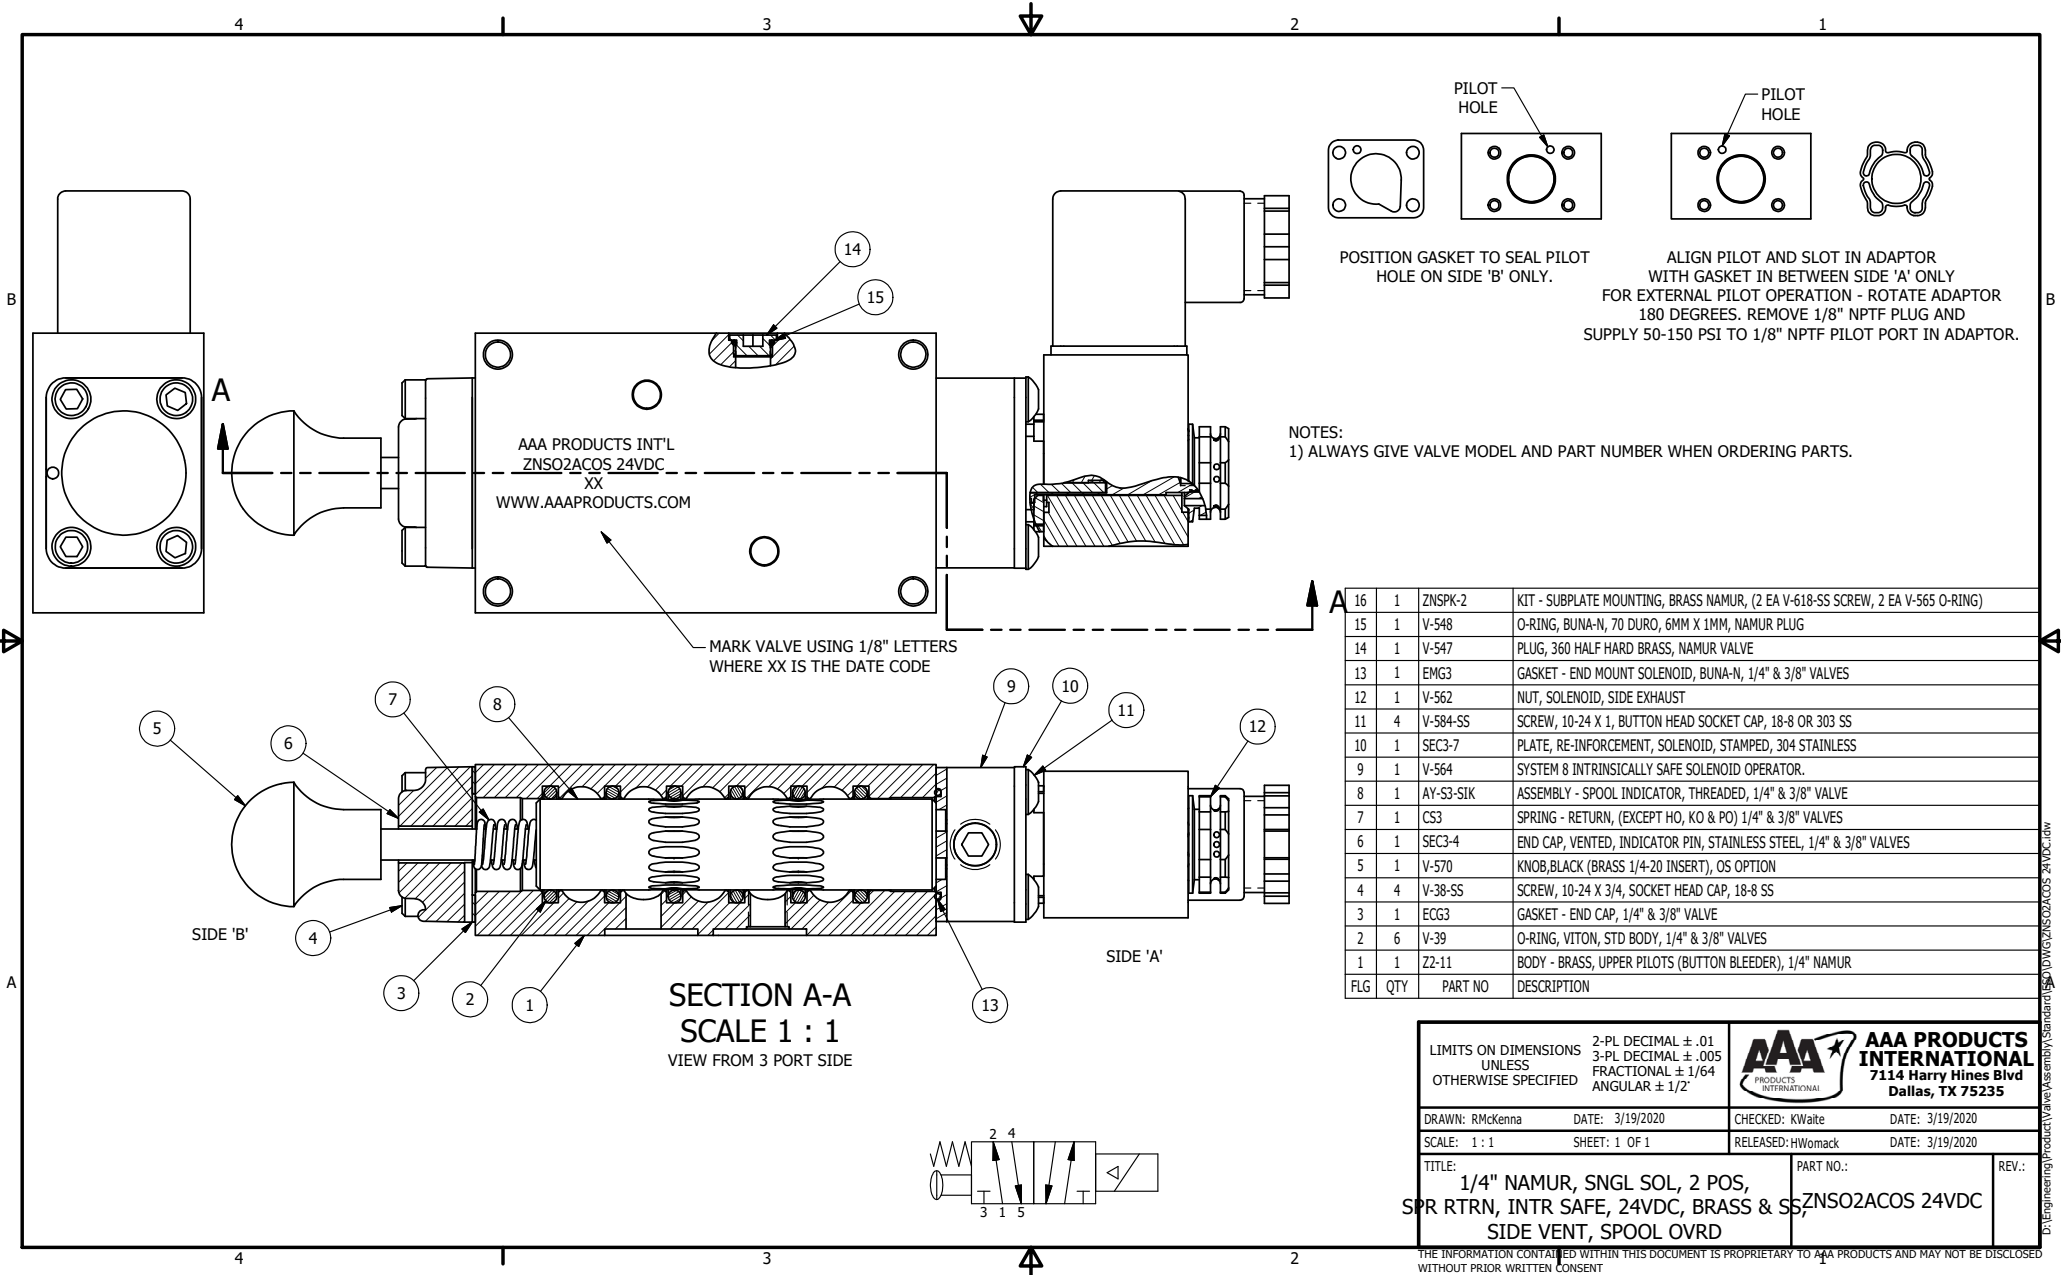 4 3 2 1
B
B
A
A
PILOT
HOLE
PILOT
HOLE
POSITION GASKET TO SEAL PILOT
HOLE ON SIDE 'B' ONLY.
ALIGN PILOT AND SLOT IN ADAPTOR
WITH GASKET IN BETWEEN SIDE 'A' ONLY
FOR EXTERNAL PILOT OPERATION - ROTATE ADAPTOR
180 DEGREES. REMOVE 1/8" NPTF PLUG AND
SUPPLY 50-150 PSI TO 1/8" NPTF PILOT PORT IN ADAPTOR.
14
15
A
AAA PRODUCTS INT'L
ZNSO2ACOS 24VDC
XX
WWW.AAAPRODUCTS.COM
NOTES:
1) ALWAYS GIVE VALVE MODEL AND PART NUMBER WHEN ORDERING PARTS.
A
MARK VALVE USING 1/8" LETTERS
WHERE XX IS THE DATE CODE
5
6
7
8
9
10
11
12
SIDE 'B'
4
3
2
1
13
SIDE 'A'
SECTION A-A
SCALE 1 : 1
VIEW FROM 3 PORT SIDE
2 4
3 1 5
16 1 ZNSPK-2 KIT - SUBPLATE MOUNTING, BRASS NAMUR, (2 EA V-618-SS SCREW, 2 EA V-565 O-RING)
15 1 V-548 O-RING, BUNA-N, 70 DURO, 6MM X 1MM, NAMUR PLUG
14 1 V-547 PLUG, 360 HALF HARD BRASS, NAMUR VALVE
13 1 EMG3 GASKET - END MOUNT SOLENOID, BUNA-N, 1/4" & 3/8" VALVES
12 1 V-562 NUT, SOLENOID, SIDE EXHAUST
11 4 V-584-SS SCREW, 10-24 X 1, BUTTON HEAD SOCKET CAP, 18-8 OR 303 SS
10 1 SEC3-7 PLATE, RE-INFORCEMENT, SOLENOID, STAMPED, 304 STAINLESS
9 1 V-564 SYSTEM 8 INTRINSICALLY SAFE SOLENOID OPERATOR.
8 1 AY-S3-SIK ASSEMBLY - SPOOL INDICATOR, THREADED, 1/4" & 3/8" VALVE
7 1 CS3 SPRING - RETURN, (EXCEPT HO, KO & PO) 1/4" & 3/8" VALVES
6 1 SEC3-4 END CAP, VENTED, INDICATOR PIN, STAINLESS STEEL, 1/4" & 3/8" VALVES
5 1 V-570 KNOB,BLACK (BRASS 1/4-20 INSERT), OS OPTION
4 4 V-38-SS SCREW, 10-24 X 3/4, SOCKET HEAD CAP, 18-8 SS
3 1 ECG3 GASKET - END CAP, 1/4" & 3/8" VALVE
2 6 V-39 O-RING, VITON, STD BODY, 1/4" & 3/8" VALVES
1 1 Z2-11 BODY - BRASS, UPPER PILOTS (BUTTON BLEEDER), 1/4" NAMUR
FLG QTY PART NO DESCRIPTION
LIMITS ON DIMENSIONS
UNLESS
OTHERWISE SPECIFIED
2-PL DECIMAL ± .01
3-PL DECIMAL ± .005
FRACTIONAL ± 1/64
ANGULAR ± 1/2°
AAA
PRODUCTS
INTERNATIONAL
AAA PRODUCTS
INTERNATIONAL
7114 Harry Hines Blvd
Dallas, TX 75235
DRAWN: RMcKenna DATE: 3/19/2020 CHECKED: KWaite DATE: 3/19/2020
SCALE: 1 : 1 SHEET: 1 OF 1 RELEASED: HWomack DATE: 3/19/2020
TITLE:
1/4" NAMUR, SNGL SOL, 2 POS,
SPR RTRN, INTR SAFE, 24VDC, BRASS & SS,
SIDE VENT, SPOOL OVRD
PART NO.:
ZNSO2ACOS 24VDC
REV.:
D:\Engineering\Product\Valve\Assembly\Standard\ESO\DWG\ZNSO2ACOS 24VDC.idw
4 3 2 1
THE INFORMATION CONTAINED WITHIN THIS DOCUMENT IS PROPRIETARY TO AAA PRODUCTS AND MAY NOT BE DISCLOSED
WITHOUT PRIOR WRITTEN CONSENT